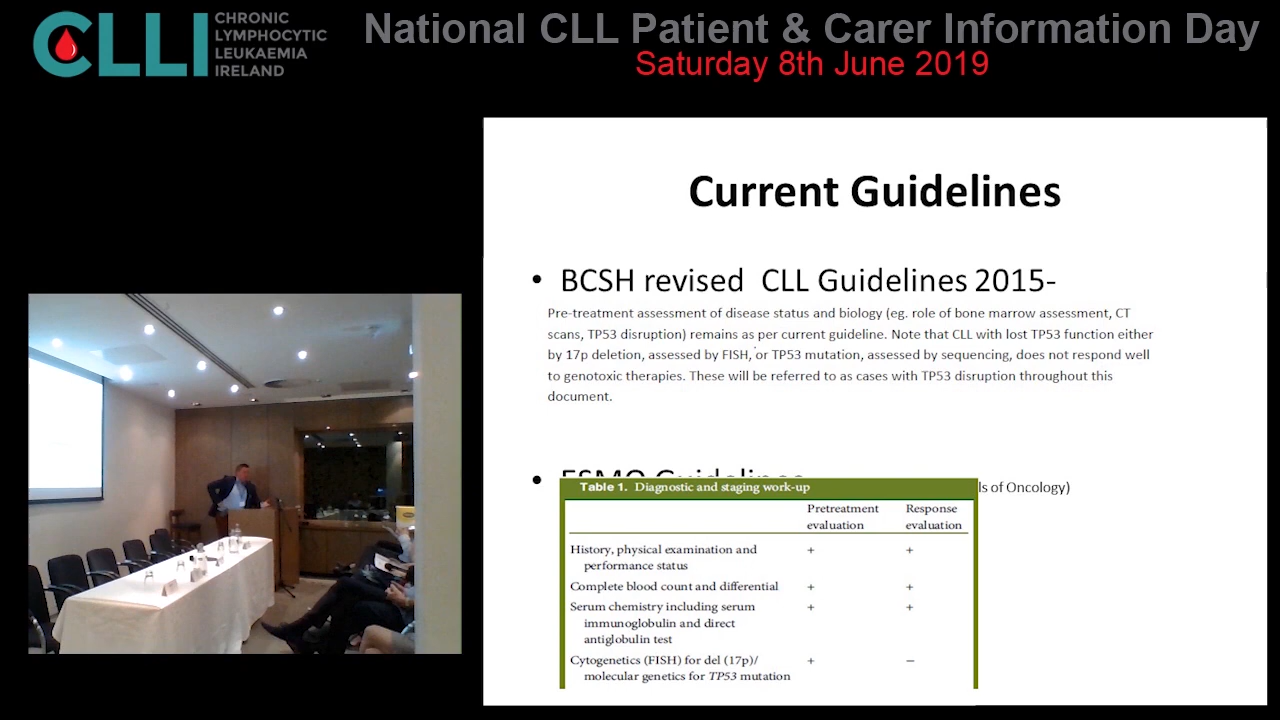 CLLI
CHRONIC
LYMPHOCYTIC
LEUKAEMIA
IRELAND
National CLL Patient & Carer Information Day
Saturday 8th June 2019
Current Guidelines
• BCSH revised CLL Guidelines 2015-
Pre-treatment assessment of disease status and biology (eg. role of bone marrow assessment, CT
scans, TP53 disruption) remains as per current guideline. Note that CLL with lost TP53 function either
by 17p deletion, assessed by FISH, or TP53 mutation, assessed by sequencing, does not respond well
to genotoxic therapies. These will be referred to as cases with TP53 disruption throughout this
document.
• ESMO Guidelines ls of Oncology)
Table 1. Diagnostic and staging work-up
Pretreatment evaluation Response evaluation
History, physical examination and + +
performance status
Complete blood count and differential + +
Serum chemistry including serum + +
immunoglobulin and direct
antiglobulin test
Cytogenetics (FISH) for del (17p)/ + −
molecular genetics for TP53 mutation